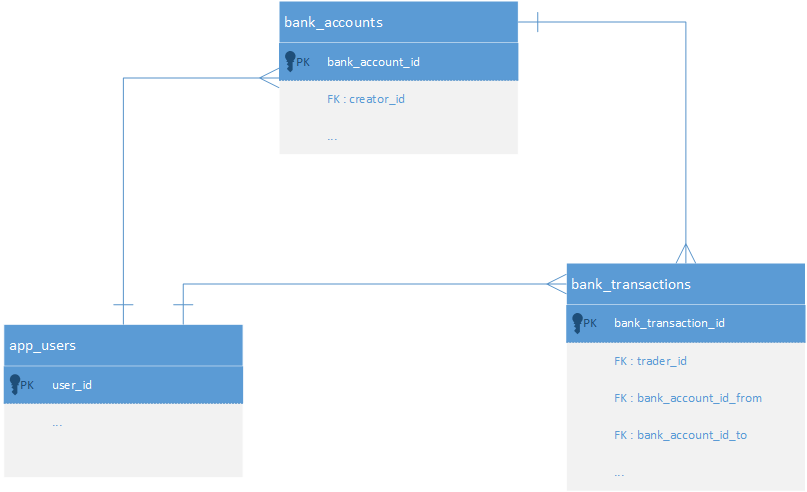 bank_accounts
PK bank_account_id
FK : creator_id
...
bank_transactions
PK bank_transaction_id
FK : trader_id
FK : bank_account_id_from
FK : bank_account_id_to
...
app_users
PK user_id
...